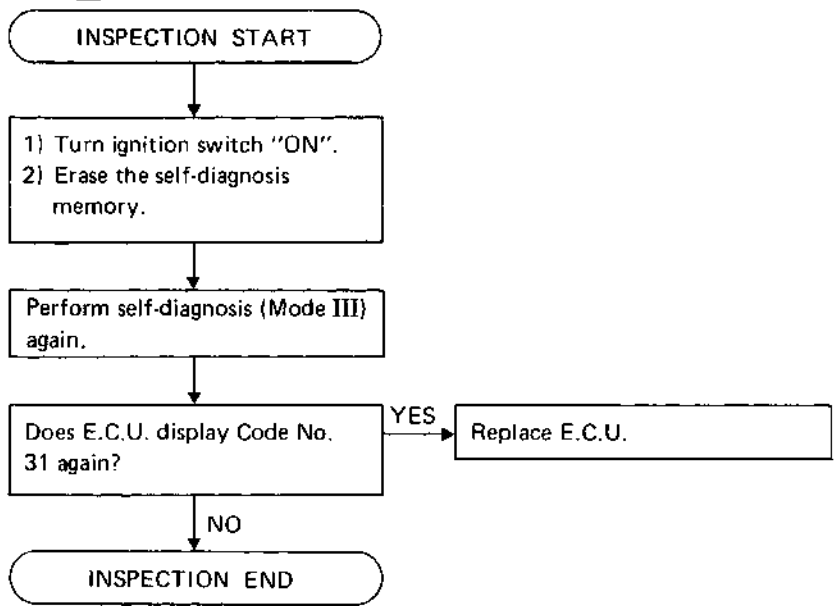 INSPECTION START
1) Turn ignition switch "ON".
2) Erase the self-diagnosis
memory.
Perform self-diagnosis (Mode III)
again.
Does E.C.U. display Code No.
31 again?
YES
Replace E.C.U.
NO
INSPECTION END